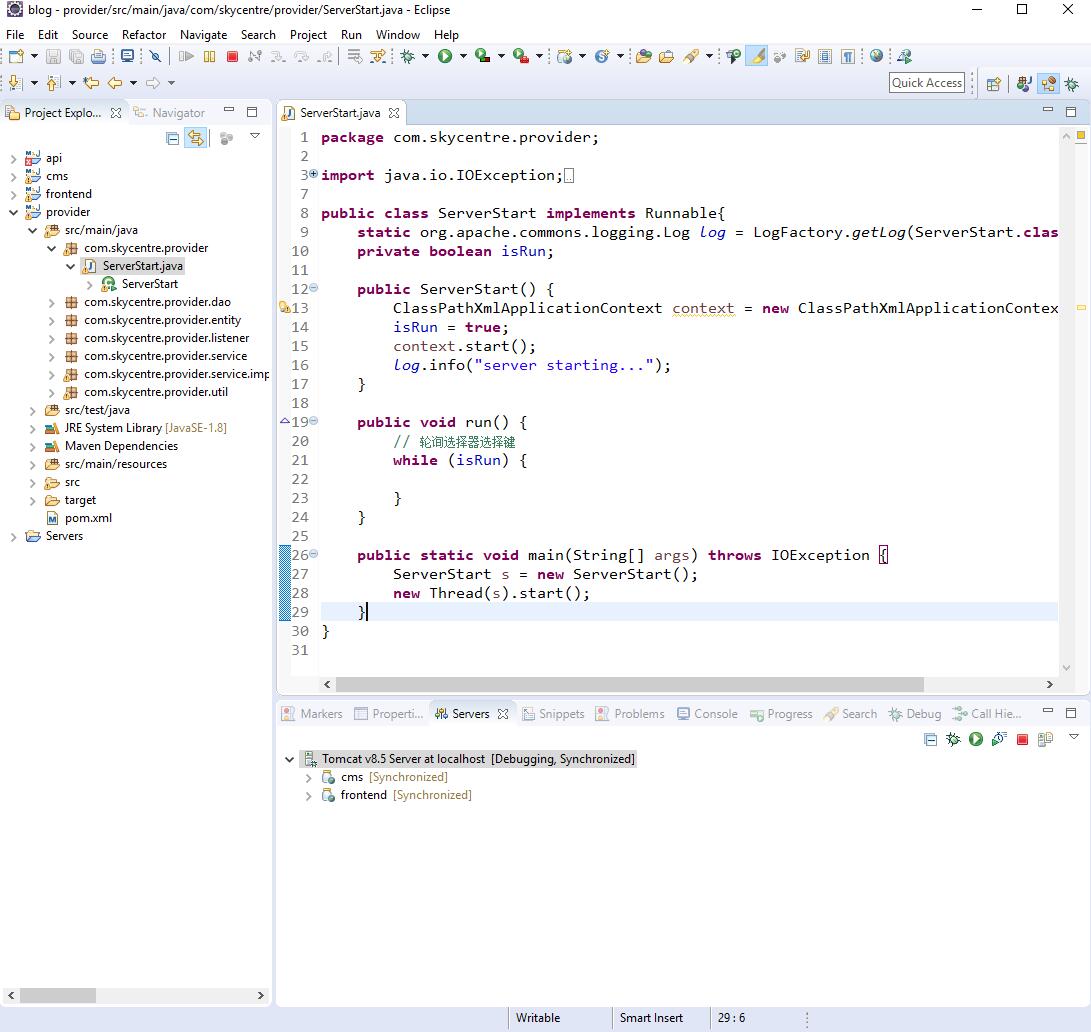 blog - provider/src/main/java/com/skycentre/provider/ServerStart.java - Eclipse
File Edit Source Refactor Navigate Search Project Run Window Help
Quick Access
Project Explo...
Navigator
api
cms
frontend
provider
src/main/java
com.skycentre.provider
ServerStart.java
ServerStart
com.skycentre.provider.dao
com.skycentre.provider.entity
com.skycentre.provider.listener
com.skycentre.provider.service
com.skycentre.provider.service.imp
com.skycentre.provider.util
src/test/java
JRE System Library [JavaSE-1.8]
Maven Dependencies
src/main/resources
src
target
pom.xml
Servers
ServerStart.java
1 package com.skycentre.provider;
2
3 import java.io.IOException;
7
8 public class ServerStart implements Runnable{
9 static org.apache.commons.logging.Log log = LogFactory.getLog(ServerStart.clas
10 private boolean isRun;
11
12 public ServerStart() {
13 ClassPathXmlApplicationContext context = new ClassPathXmlApplicationContex
14 isRun = true;
15 context.start();
16 log.info("server starting...");
17 }
18
19 public void run() {
20 // 轮询选择器选择键
21 while (isRun) {
22
23 }
24 }
25
26 public static void main(String[] args) throws IOException {
27 ServerStart s = new ServerStart();
28 new Thread(s).start();
29 }
30 }
31
Markers Properti... Servers Snippets Problems Console Progress Search Debug Call Hie...
Tomcat v8.5 Server at localhost [Debugging, Synchronized]
cms [Synchronized]
frontend [Synchronized]
Writable Smart Insert 29 : 6